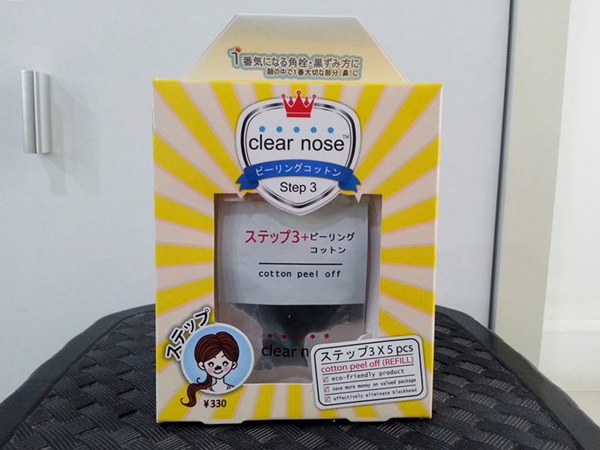 1番気になる角栓・黒ずみ方に
顔の中で1番大切な部分(鼻)に
clear nose™
ピーリングコットン
Step 3
ステップ3+ピーリング
コットン
cotton peel off
clear nose
ステップ
¥330
ステップ3 X 5 pcs
cotton peel off (REFILL)
eco-friendly product
save more money on valued package
effectively eliminate blackhead